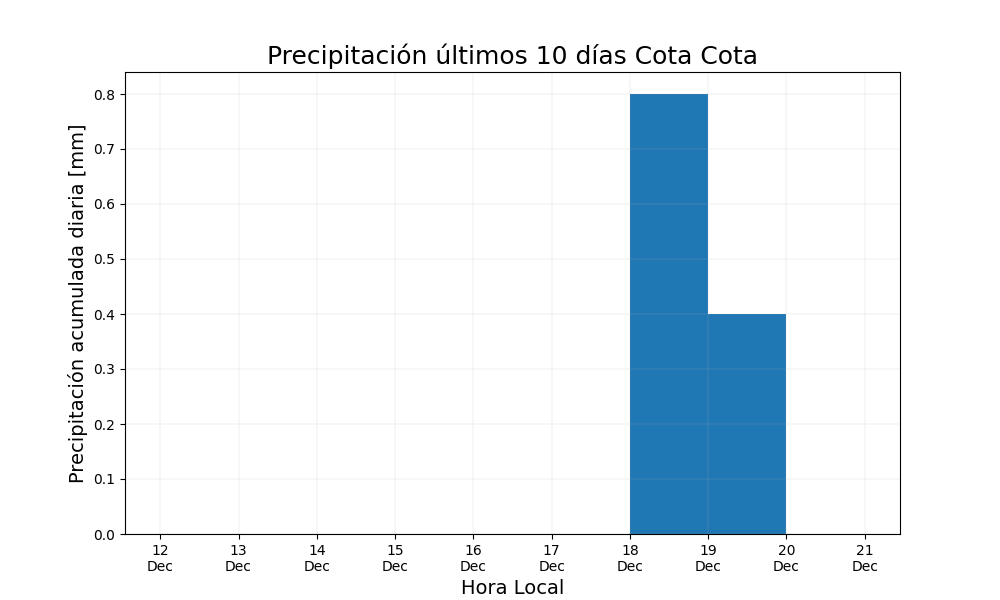 Precipitación últimos 10 días Cota Cota
Precipitación acumulada diaria [mm]
0.8
0.7
0.6
0.5
0.4
0.3
0.2
0.1
0.0
12 13 14 15 16 17 18 19 20 21
Dec Dec Dec Dec Dec Dec Dec Dec Dec Dec
Hora Local